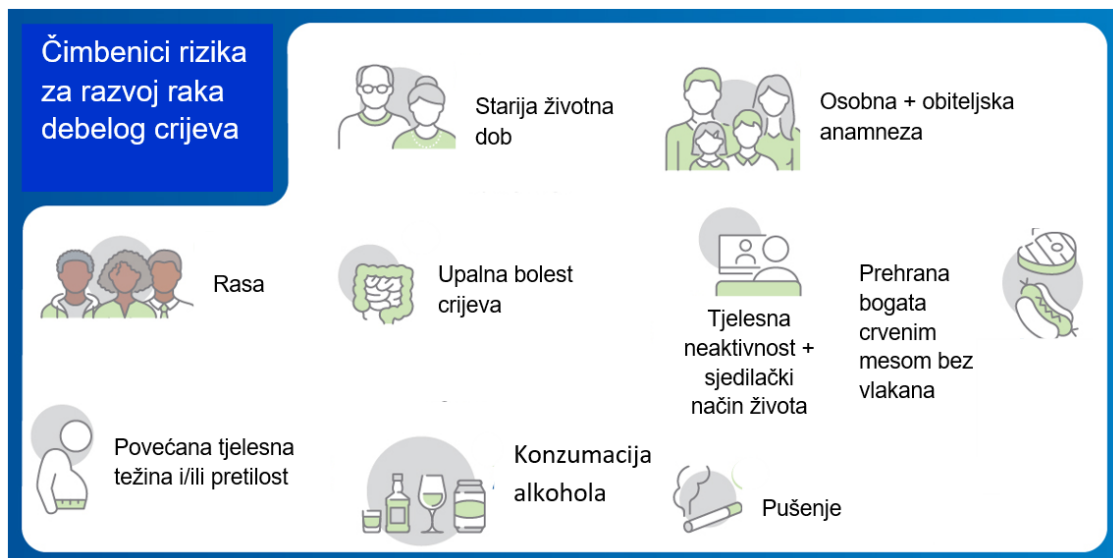 Čimbenici rizika
za razvoj raka
debelog crijeva
Starija životna
dob
Osobna + obiteljska
anamneza
Rasa
Upalna bolest
crijeva
Tjelesna
neaktivnost +
sjedilački
način života
Prehrana
bogata
crvenim
mesom bez
vlakana
Povećana tjelesna
težina i/ili pretilost
Konzumacija
alkohola
Pušenje